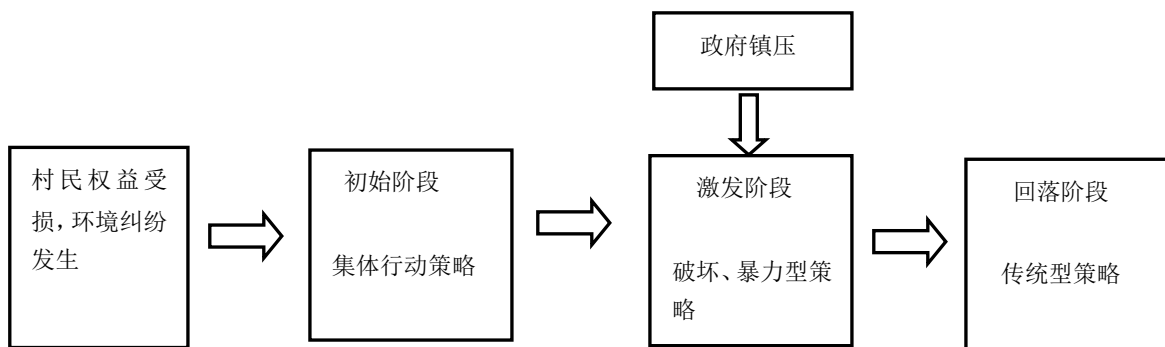 政府镇压
村民权益受
损，环境纠纷
发生
初始阶段
集体行动策略
激发阶段
破坏、暴力型策
略
回落阶段
传统型策略